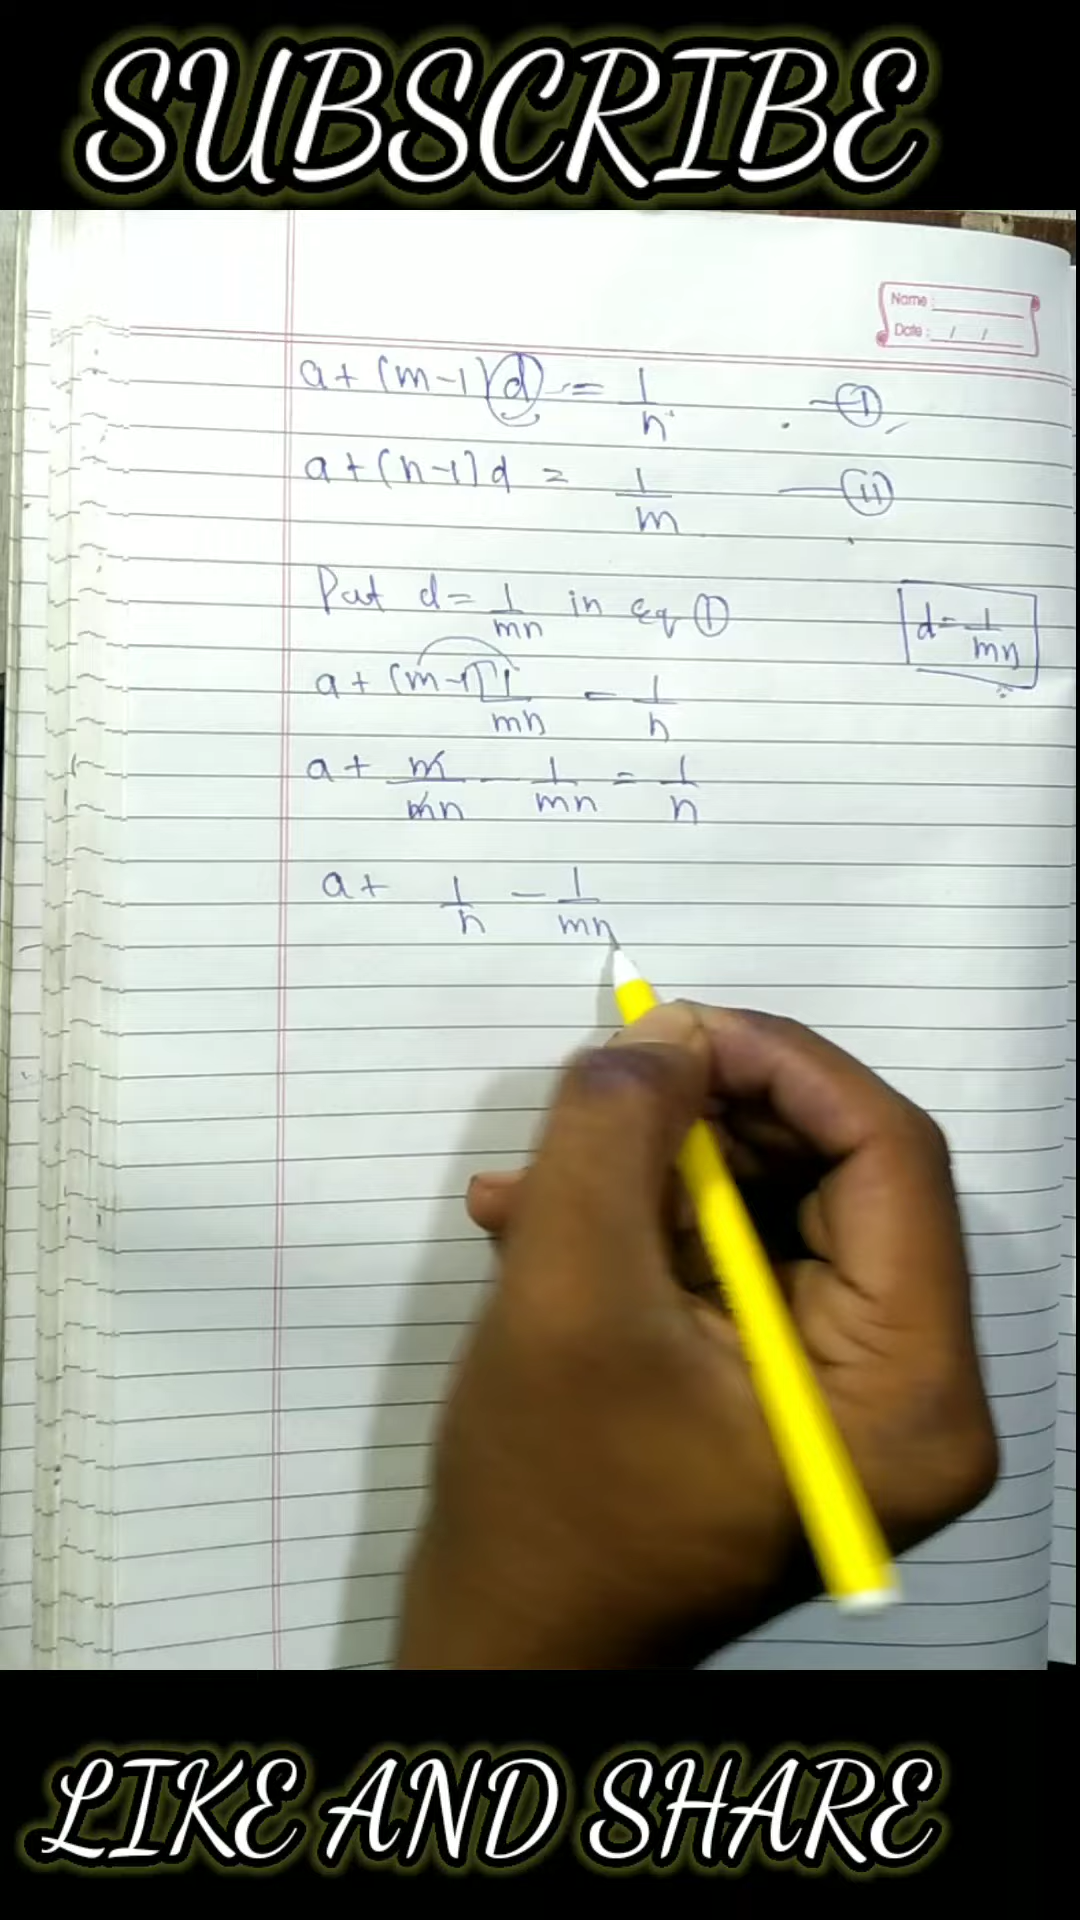 SUBSCRIBE
Name :
Date : / /
a + (m-1)d = 1/n — (I)
a + (n-1)d = 1/m — (II)
Put d = 1/mn in eq (I)
d = 1/mn
a + (m-1) 1/mn = 1/n
a + m/mn - 1/mn = 1/n
a + 1/n - 1/mn
LIKE AND SHARE